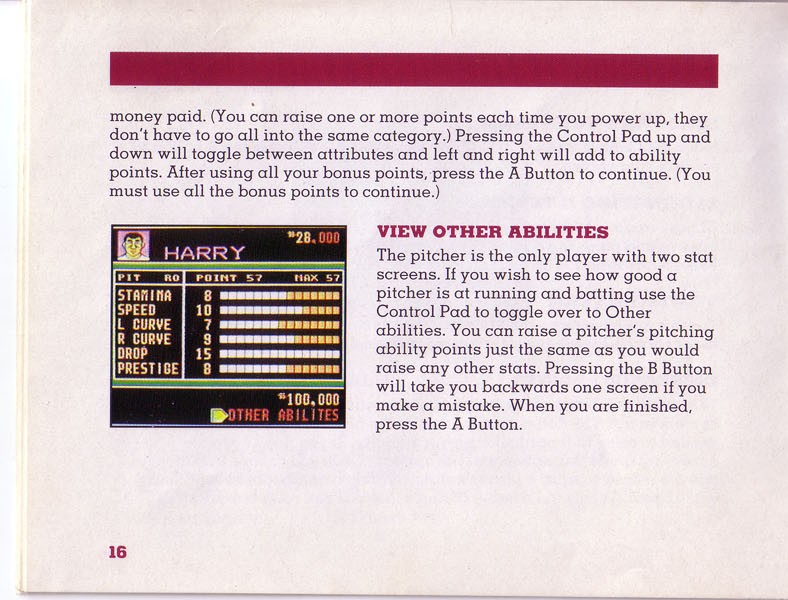 money paid. (You can raise one or more points each time you power up, they
don't have to go all into the same category.) Pressing the Control Pad up and
down will toggle between attributes and left and right will add to ability
points. After using all your bonus points, press the A Button to continue. (You
must use all the bonus points to continue.)
HARRY
28,000
PIT RO POINT 57 MAX 57
STAMINA 8
SPEED 10
L CURVE 7
R CURVE 9
DROP 15
PRESTIGE 8
100,000
OTHER ABILITES
VIEW OTHER ABILITIES
The pitcher is the only player with two stat
screens. If you wish to see how good a
pitcher is at running and batting use the
Control Pad to toggle over to Other
abilities. You can raise a pitcher's pitching
ability points just the same as you would
raise any other stats. Pressing the B Button
will take you backwards one screen if you
make a mistake. When you are finished,
press the A Button.
16